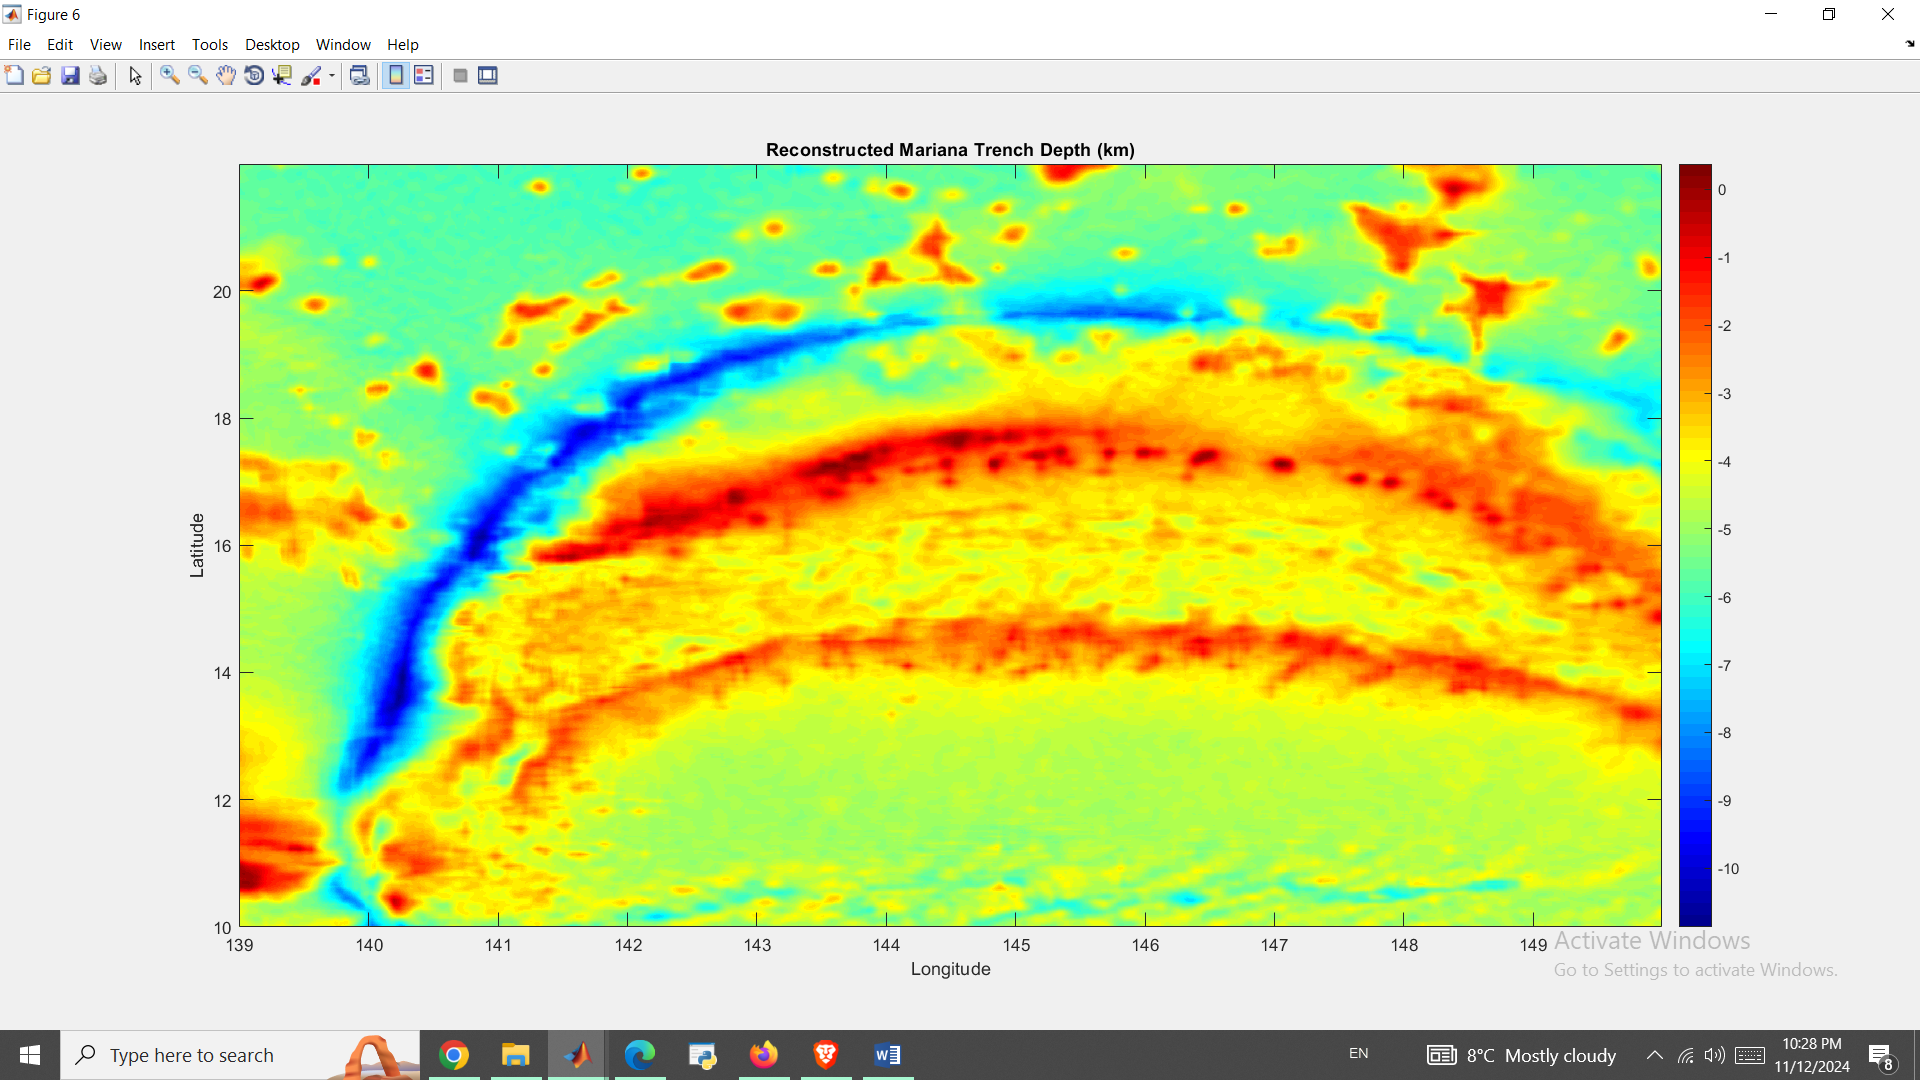 Figure 6
File Edit View Insert Tools Desktop Window Help
Reconstructed Mariana Trench Depth (km)
0
-1
-2
-3
-4
-5
-6
-7
-8
-9
-10
20
18
16
14
12
10
Latitude
139 140 141 142 143 144 145 146 147 148 149
Longitude
Activate Windows
Go to Settings to activate Windows.
Type here to search
EN
8°C Mostly cloudy
10:28 PM
11/12/2024
8